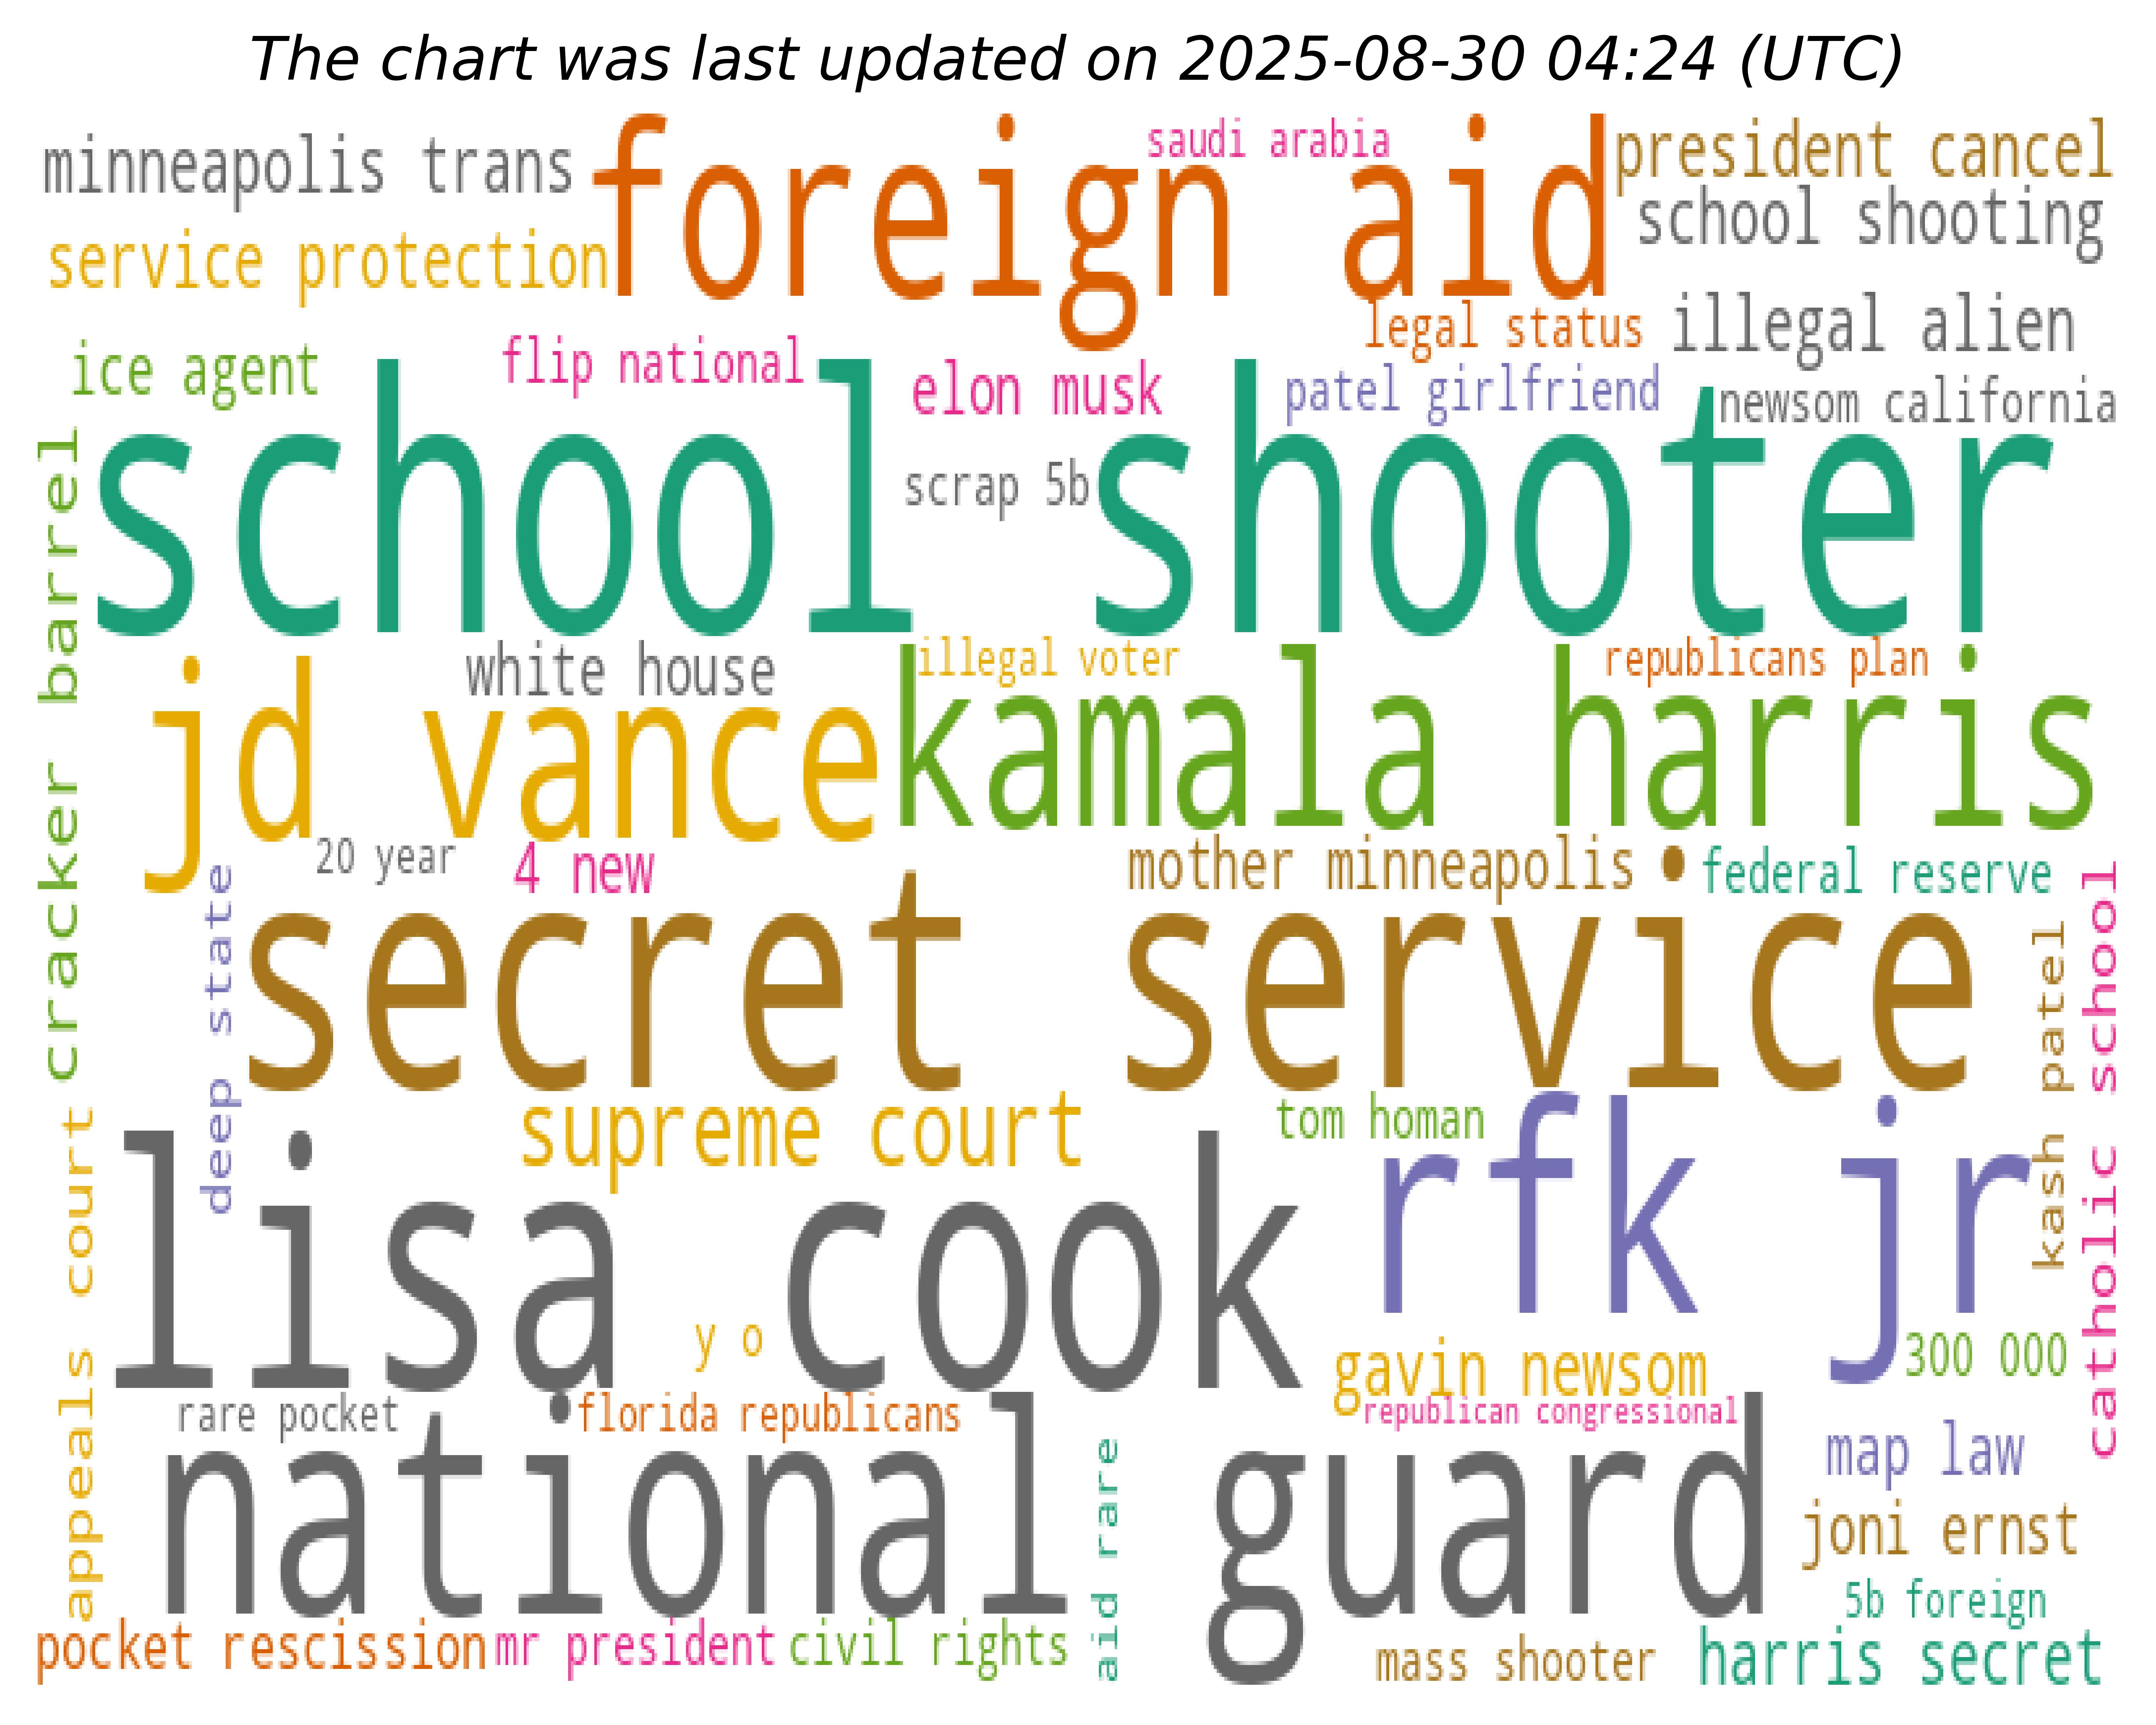 The chart was last updated on 2025-08-30 04:24 (UTC)
minneapolis trans
foreign aid
saudi arabia
president cancel
school shooting
service protection
legal status
illegal alien
ice agent
flip national
elon musk
patel girlfriend
newsom california
school shooter
scrap 5b
cracker barrel
white house
illegal voter
republicans plan
jd vance
kamala harris
20 year
4 new
mother minneapolis
federal reserve
deep state
secret service
kash patel
catholic school
supreme court
tom homan
appeals court
lisa cook
rfk jr
y o
gavin newsom
300 000
rare pocket
florida republicans
republican congressional
national guard
aid rare
map law
joni ernst
5b foreign
pocket rescission
mr president
civil rights
mass shooter
harris secret